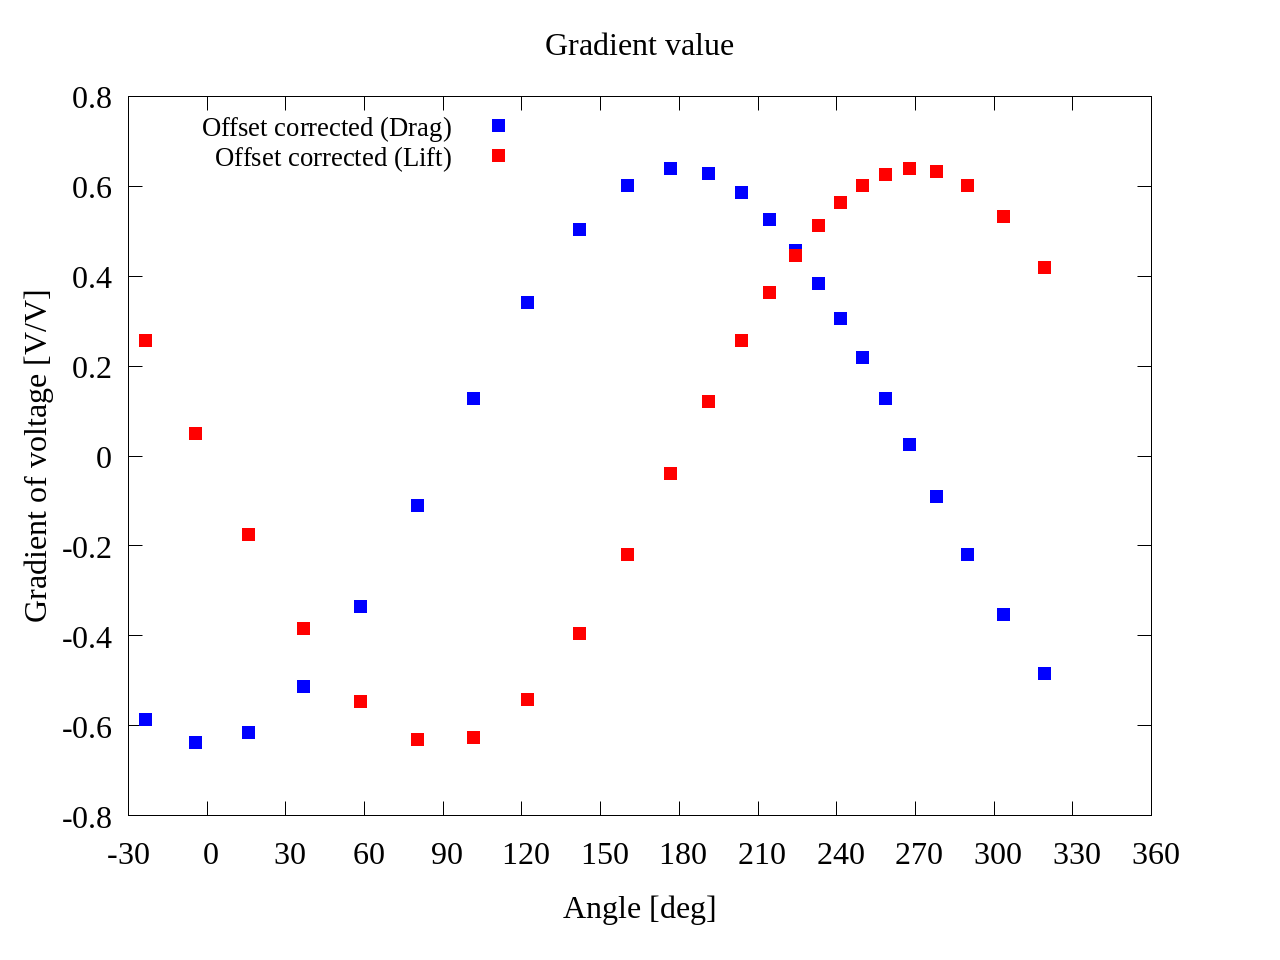 Gradient value
Offset corrected (Drag)
Offset corrected (Lift)
Gradient of voltage [V/V]
0.8
0.6
0.4
0.2
0
-0.2
-0.4
-0.6
-0.8
-30 0 30 60 90 120 150 180 210 240 270 300 330 360
Angle [deg]